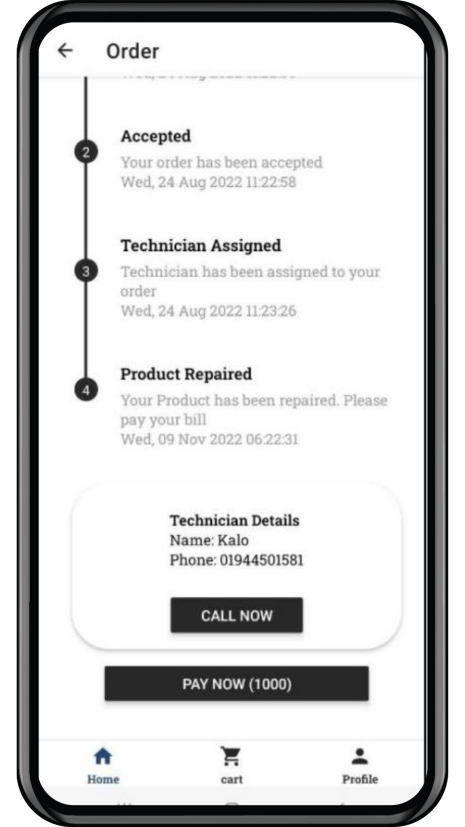 Order
2
Accepted
Your order has been accepted
Wed, 24 Aug 2022 11:22:58
3
Technician Assigned
Technician has been assigned to your
order
Wed, 24 Aug 2022 11:23:26
4
Product Repaired
Your Product has been repaired. Please
pay your bill
Wed, 09 Nov 2022 06:22:31
Technician Details
Name: Kalo
Phone: 01944501581
CALL NOW
PAY NOW (1000)
Home
cart
Profile